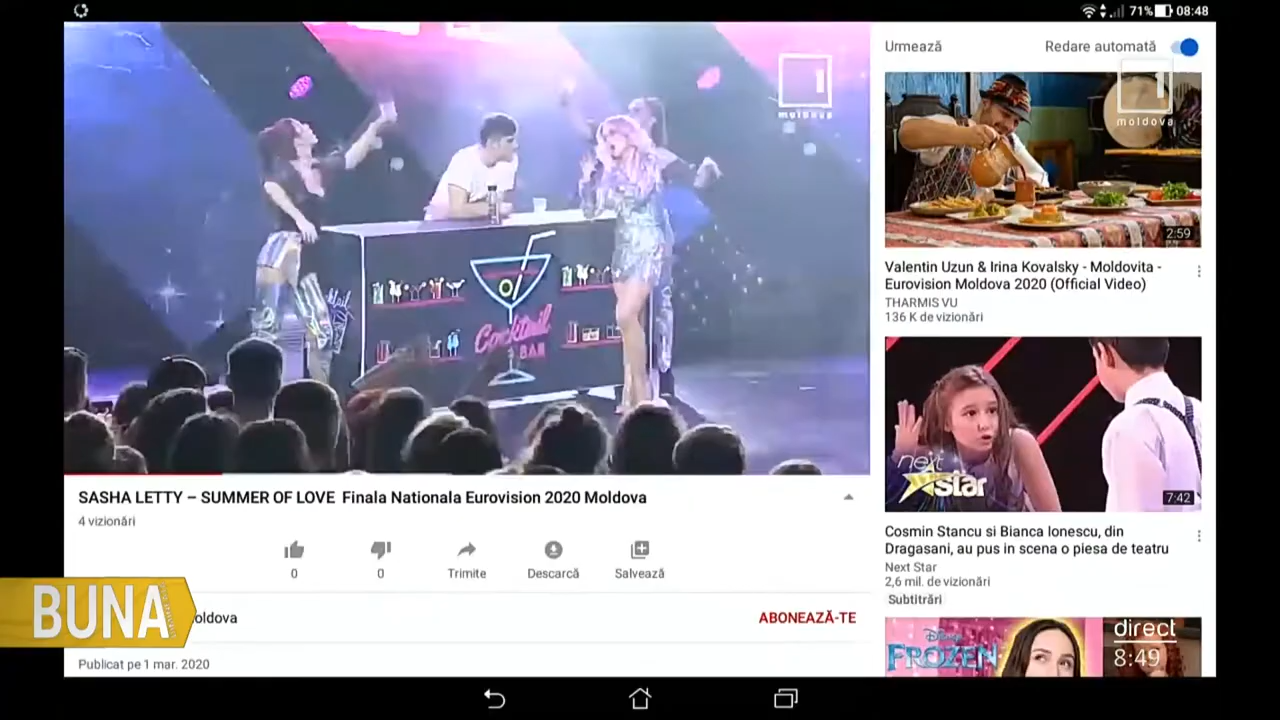 71% 08:48
1
moldova
Cocktail
BAR
SASHA LETTY – SUMMER OF LOVE Finala Nationala Eurovision 2020 Moldova
4 vizionări
0
0
Trimite
Descarcă
Salvează
oldova
ABONEAZĂ-TE
Publicat pe 1 mar. 2020
BUNA
Urmează
Redare automată
1
moldova
2:59
Valentin Uzun & Irina Kovalsky - Moldovita -
Eurovision Moldova 2020 (Official Video)
THARMIS VU
136 K de vizionări
next
star
7:42
Cosmin Stancu si Bianca Ionescu, din
Dragasani, au pus in scena o piesa de teatru
Next Star
2,6 mil. de vizionări
Subtitrări
Disney
FROZEN
direct
8:49